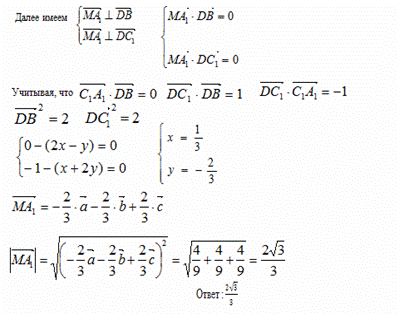 Далее имеем { MA₁ ⊥ DB { MA₁ · DB = 0
MA₁ ⊥ DC₁
MA₁ · DC₁ = 0
Учитывая, что C₁A₁ · DB = 0 DC₁ · DB = 1 DC₁ · C₁A₁ = -1
DB² = 2 DC₁² = 2
{ 0 - (2x - y) = 0 { x = 1/3
-1 - (x + 2y) = 0 y = - 2/3
MA₁ = - 2/3 · a - 2/3 · b + 2/3 · c
|MA₁| = √((- 2/3 a - 2/3 b + 2/3 c)²) = √(4/9 + 4/9 + 4/9) = 2√3/3
Ответ: 2√3/3